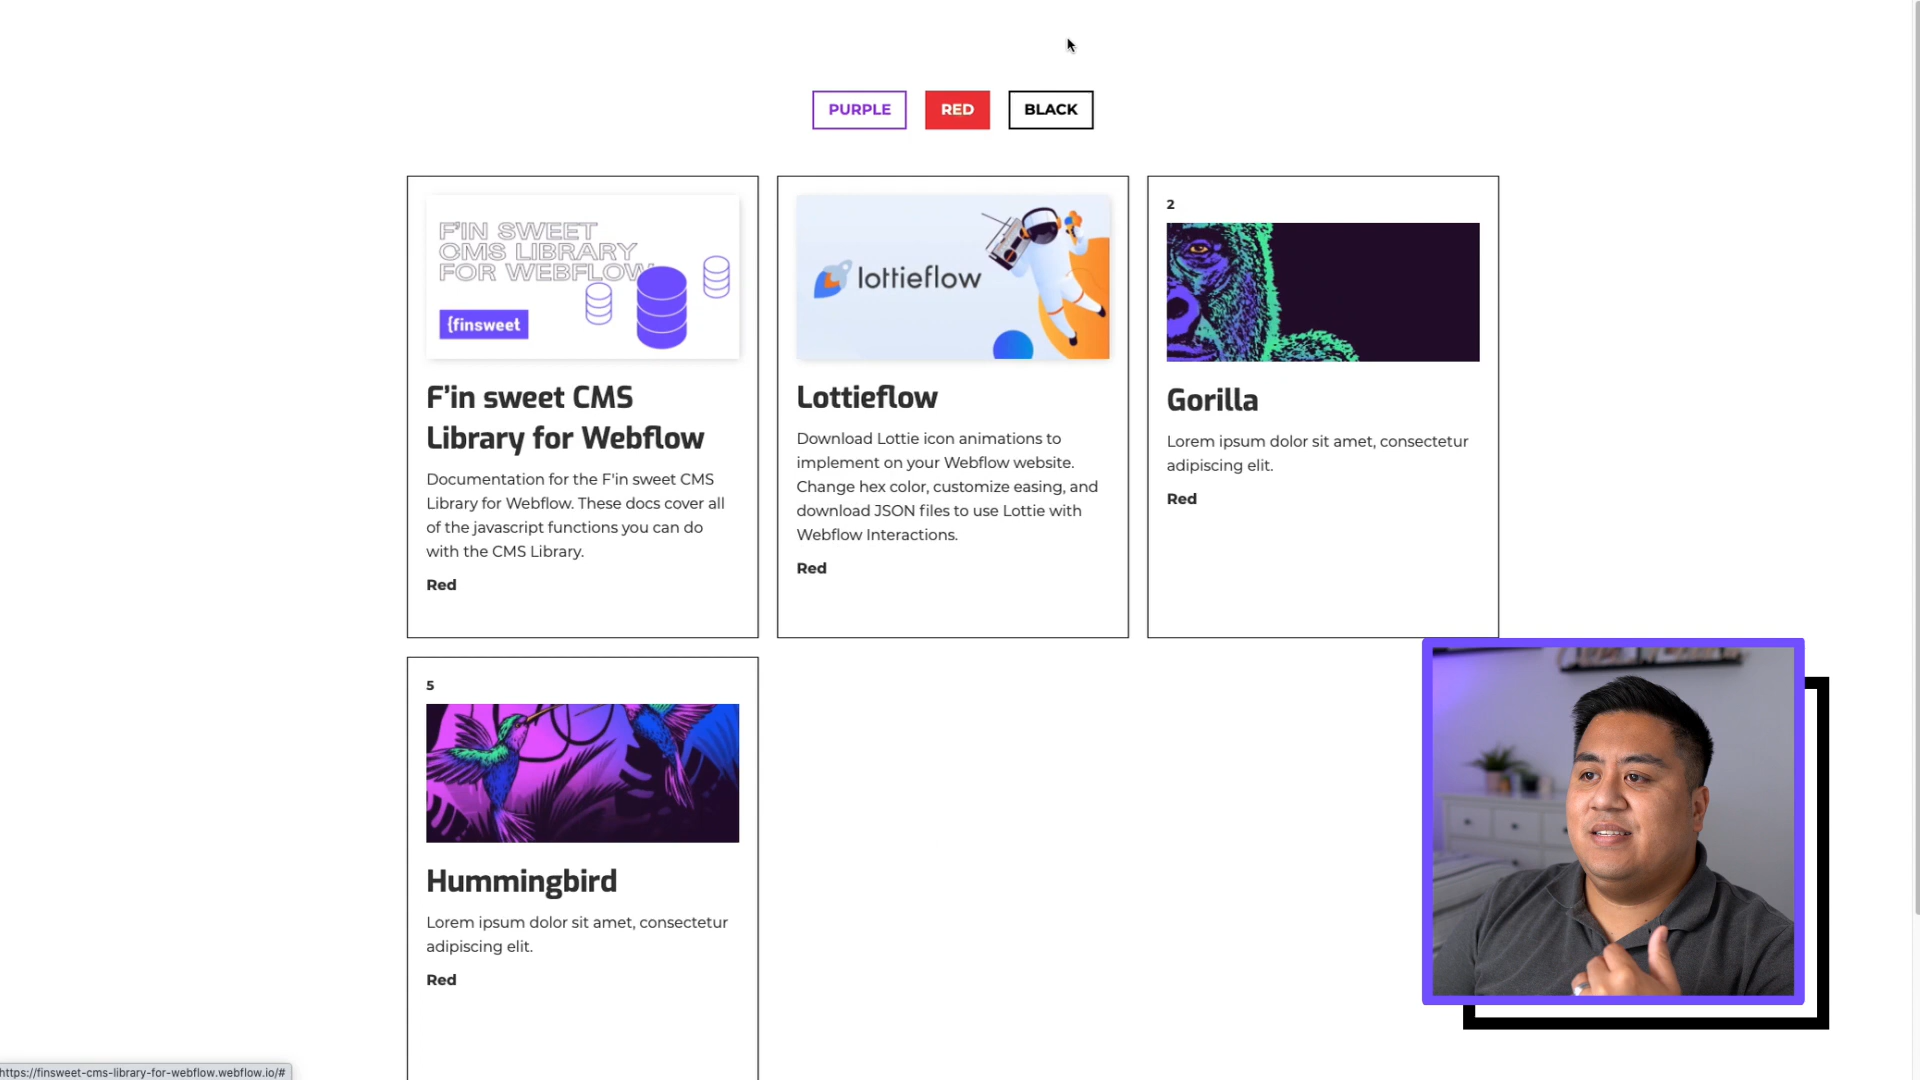 PURPLE
RED
BLACK
F'IN SWEET
CMS LIBRARY
FOR WEBFLOW
{finsweet
F'in sweet CMS
Library for Webflow
Documentation for the F'in sweet CMS
Library for Webflow. These docs cover all
of the javascript functions you can do
with the CMS Library.
Red
lottieflow
Lottieflow
Download Lottie icon animations to
implement on your Webflow website.
Change hex color, customize easing, and
download JSON files to use Lottie with
Webflow Interactions.
Red
2
Gorilla
Lorem ipsum dolor sit amet, consectetur
adipiscing elit.
Red
5
Hummingbird
Lorem ipsum dolor sit amet, consectetur
adipiscing elit.
Red
https://finsweet-cms-library-for-webflow.webflow.io/#